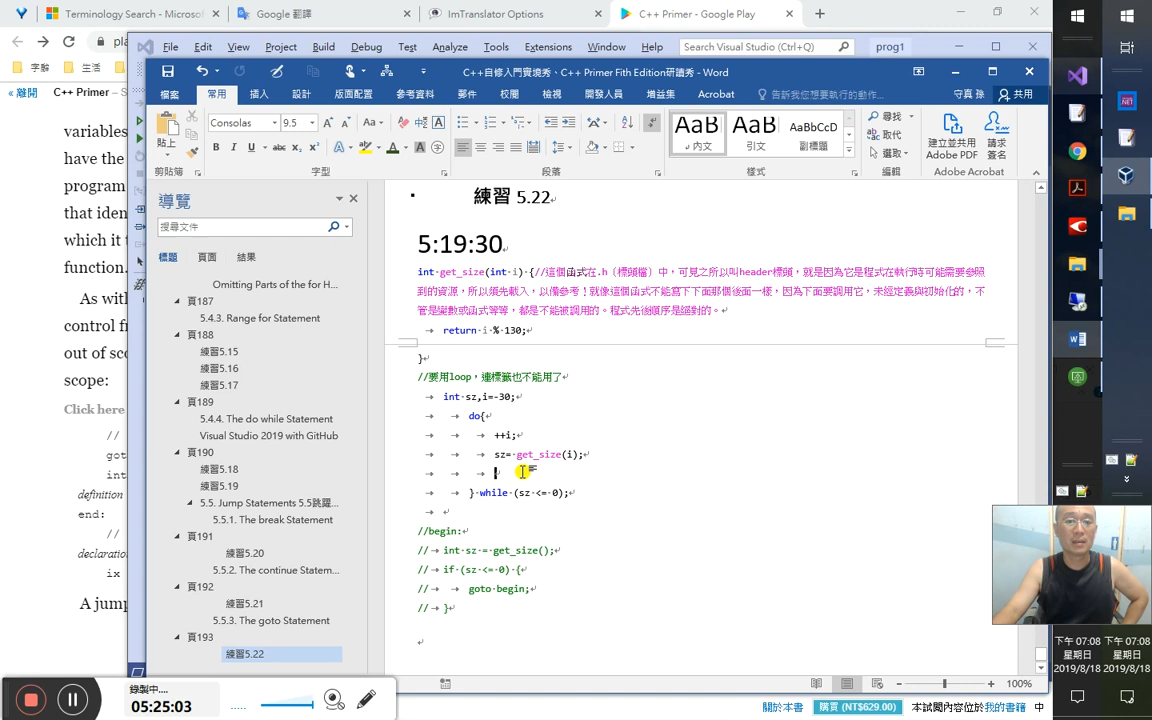 Terminology Search - Microsof
Google 翻譯
ImTranslator Options
C++ Primer - Google Play
字辭
生活
« 離開
C++ Primer – S
variables
have the
program
that iden
which it t
function.
As with
control fr
out of sco
scope:
Click here
//
got
int
definition
end:
//
declaratio
ix
A jump
File Edit View Project Build Debug Test Analyze Tools Extensions Window Help
Search Visual Studio (Ctrl+Q)
prog1
C++自修入門實境秀、C++ Primer Fith Edition研讀秀 - Word
檔案 常用 插入 設計 版面配置 參考資料 郵件 校閱 檢視 開發人員 增益集 Acrobat
告訴我您想要執行的動作...
守真 孫
共用
貼上
Consolas 9.5
剪貼簿
字型
段落
AaB
內文
AaB
引文
AaBbCcD
副標題
樣式
尋找
取代
選取
編輯
建立並共用
Adobe PDF
請求
簽名
Adobe Acrobat
導覽
搜尋文件
標題 頁面 結果
Omitting Parts of the for H...
頁187
5.4.3. Range for Statement
頁188
練習5.15
練習5.16
練習5.17
頁189
5.4.4. The do while Statement
Visual Studio 2019 with GitHub
頁190
練習5.18
練習5.19
5.5. Jump Statements 5.5跳躍...
5.5.1. The break Statement
頁191
練習5.20
5.5.2. The continue Statem...
頁192
練習5.21
5.5.3. The goto Statement
頁193
練習5.22
練習 5.22
5:19:30
int get_size(int i) {//這個函式在.h（標頭檔）中，可見之所以叫header標頭，就是因為它是程式在執行時可能需要參照
到的資源，所以須先載入，以備參考！就像這個函式不能寫下下面那個後面一樣，因為下面要調用它，未經定義與初始化的，不
管是變數或函式等等，都是不能被調用的。程式先後順序是絕對的。
return i % 130;
}
//要用loop，連標籤也不能用了
int sz,i=-30;
do{
++i;
sz= get_size(i);
} while (sz <= 0);
//begin:
// int sz = get_size();
// if (sz <= 0) {
// goto begin;
// }
100%
錄製中....
05:25:03
關於本書
購買 (NT$629.00)
本試閱內容位於我的書籍
中
下午 07:08
星期日
2019/8/18
下午 07:08
星期日
2019/8/18